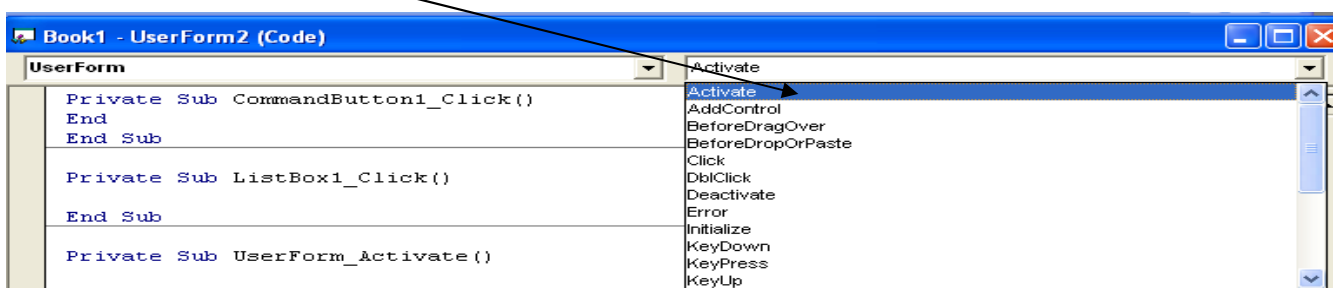 Book1 - UserForm2 (Code)
UserForm
Activate
Private Sub CommandButton1_Click()
End
End Sub
Private Sub ListBox1_Click()
End Sub
Private Sub UserForm_Activate()
Activate
AddControl
BeforeDragOver
BeforeDropOrPaste
Click
DblClick
Deactivate
Error
Initialize
KeyDown
KeyPress
KeyUp